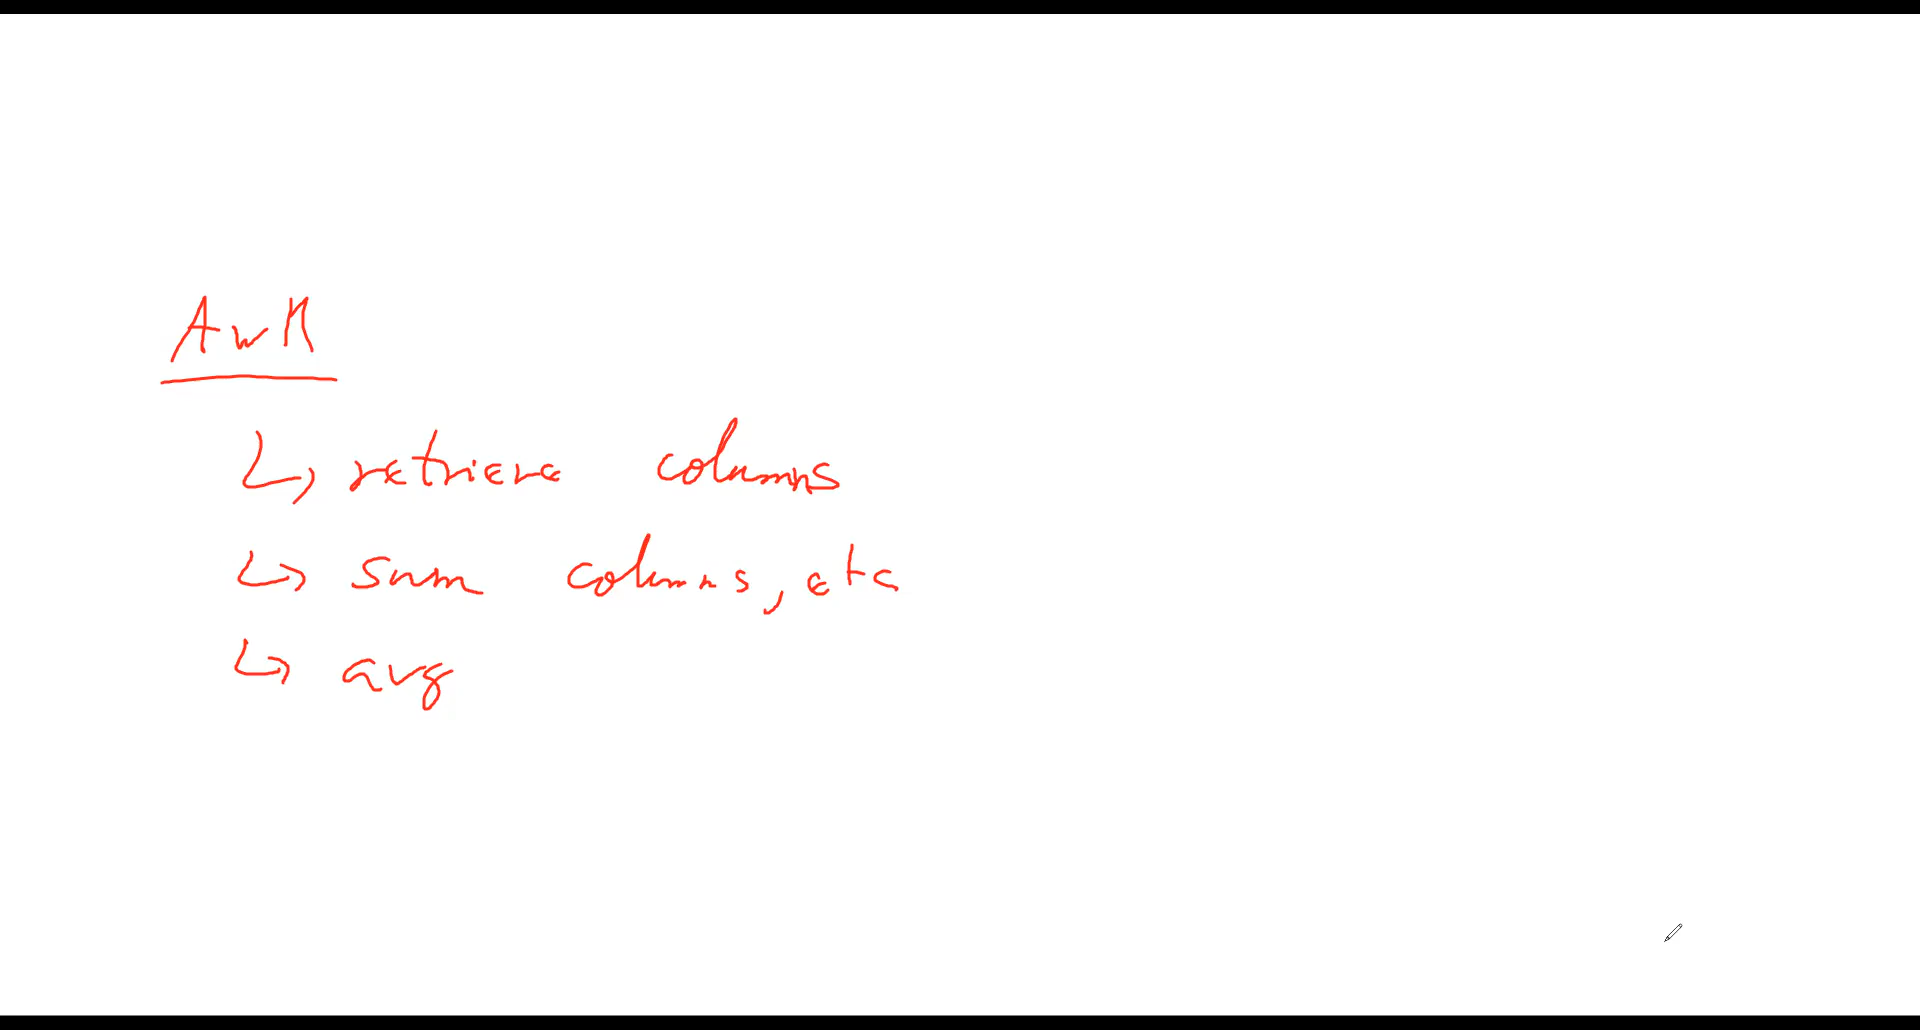 AWK
↳ retrieve columns
↳ sum columns, etc
↳ avg